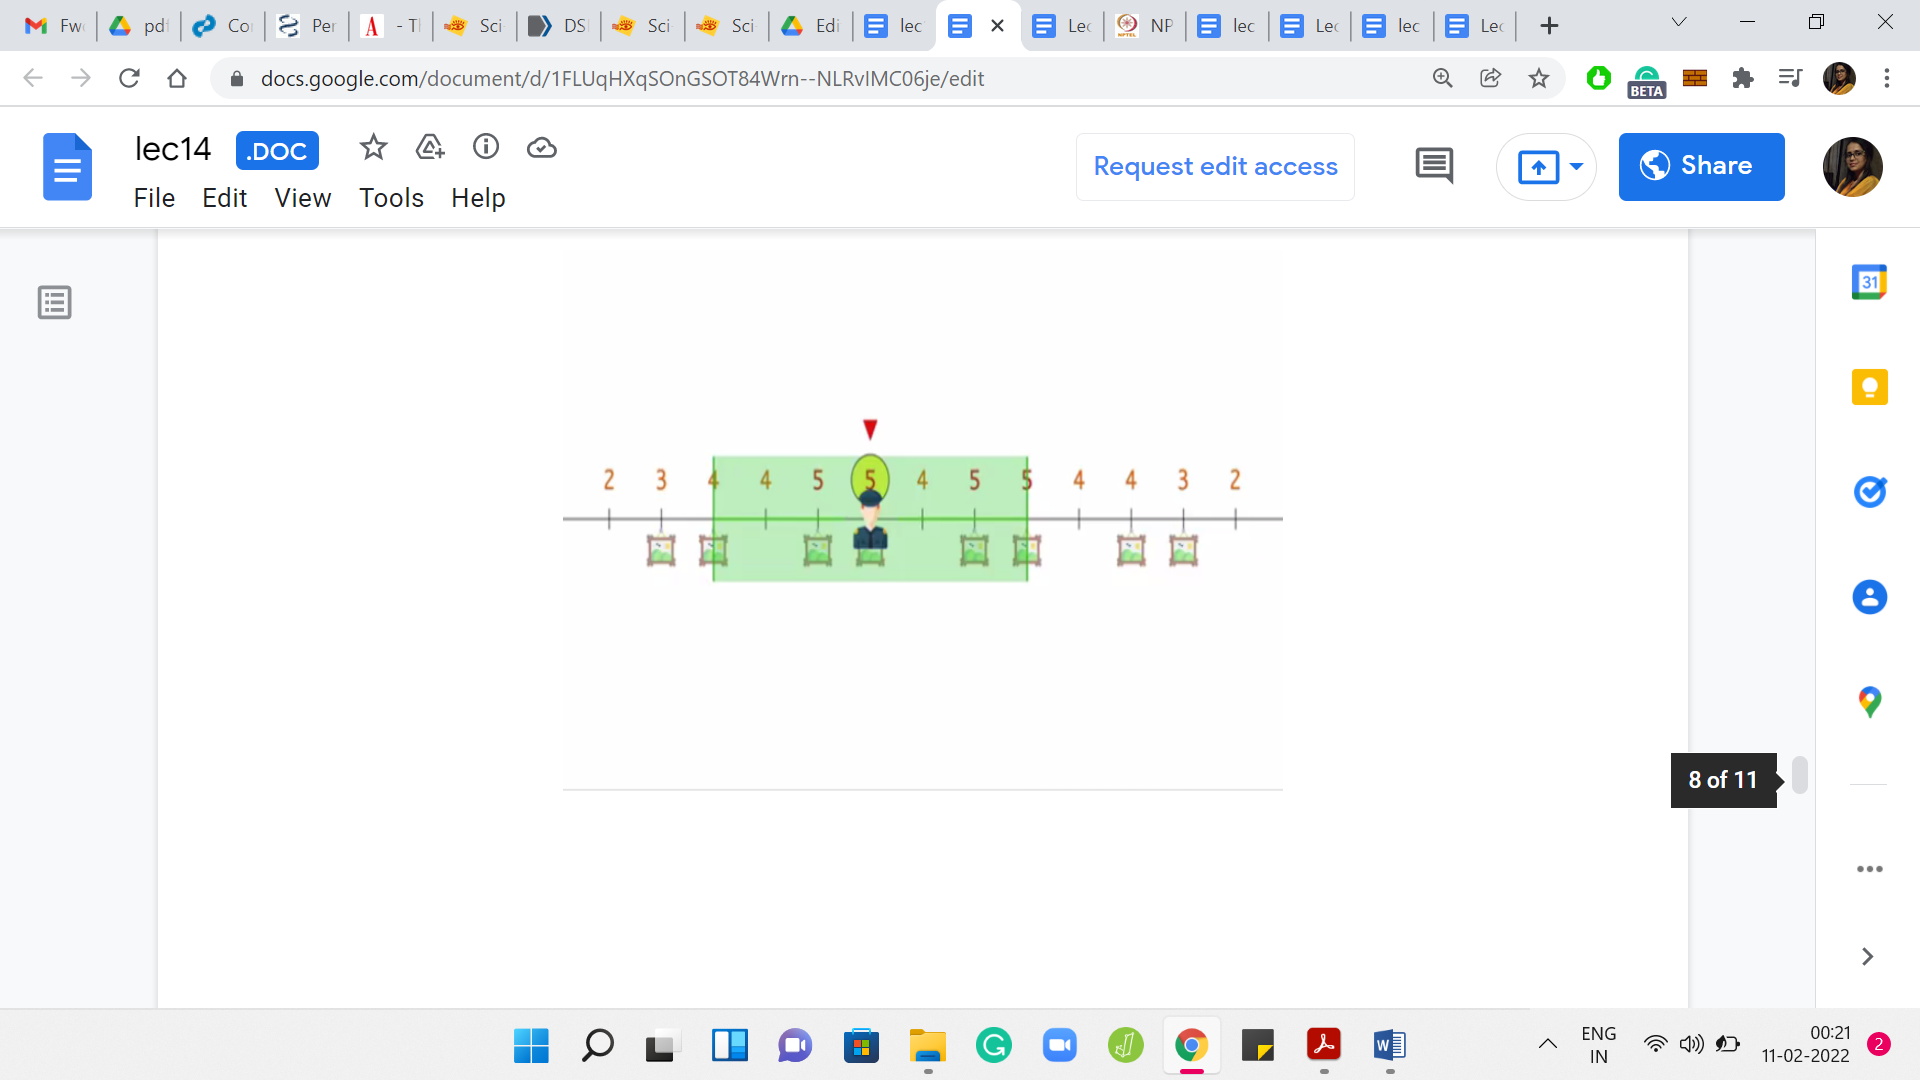 Fw
pdf
Co
Per
- Tl
Sci
DS
Sci
Sci
Edi
lec
Lec
NP
lec
Lec
lec
Lec
docs.google.com/document/d/1FLUqHXqSOnGSOT84Wrn--NLRvIMC06je/edit
BETA
lec14 .DOC
Request edit access
Share
File Edit View Tools Help
31
2 3 4 4 5 5 4 5 5 4 4 3 2
8 of 11
ENG
IN
00:21
11-02-2022
2